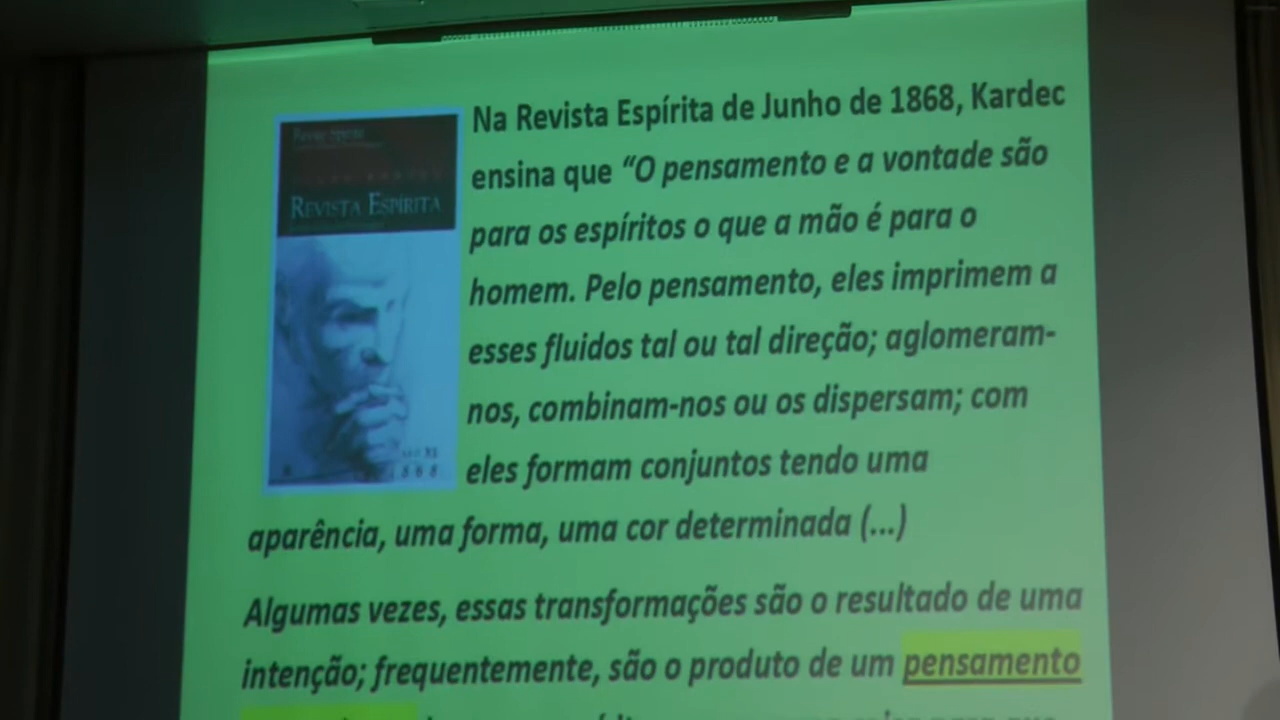 Na Revista Espírita de Junho de 1868, Kardec
ensina que “O pensamento e a vontade são
para os espíritos o que a mão é para o
homem. Pelo pensamento, eles imprimem a
esses fluidos tal ou tal direção; aglomeram-
nos, combinam-nos ou os dispersam; com
eles formam conjuntos tendo uma
aparência, uma forma, uma cor determinada (...)
Algumas vezes, essas transformações são o resultado de uma
intenção; frequentemente, são o produto de um pensamento
REVISTA ESPÍRITA